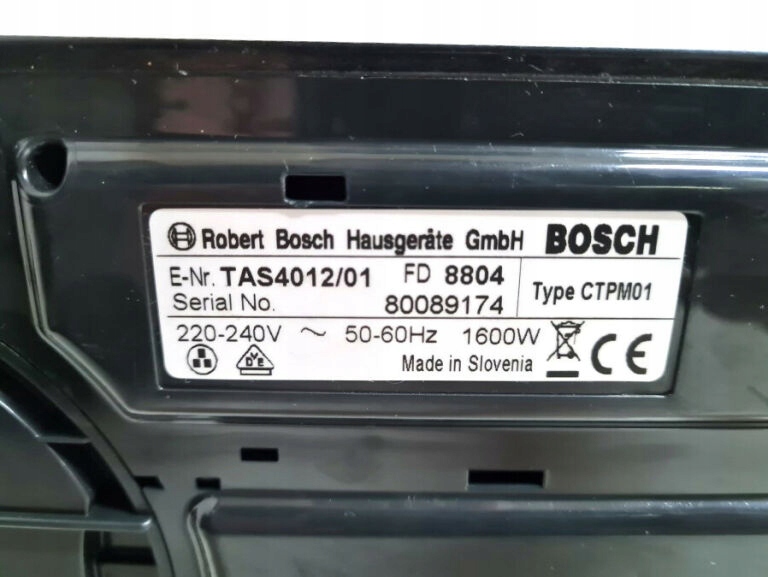 Robert Bosch Hausgeräte GmbH BOSCH
E-Nr. TAS4012/01 FD 8804
Serial No. 80089174
Type CTPM01
220-240V ~ 50-60Hz 1600W
DVE Made in Slovenia CE